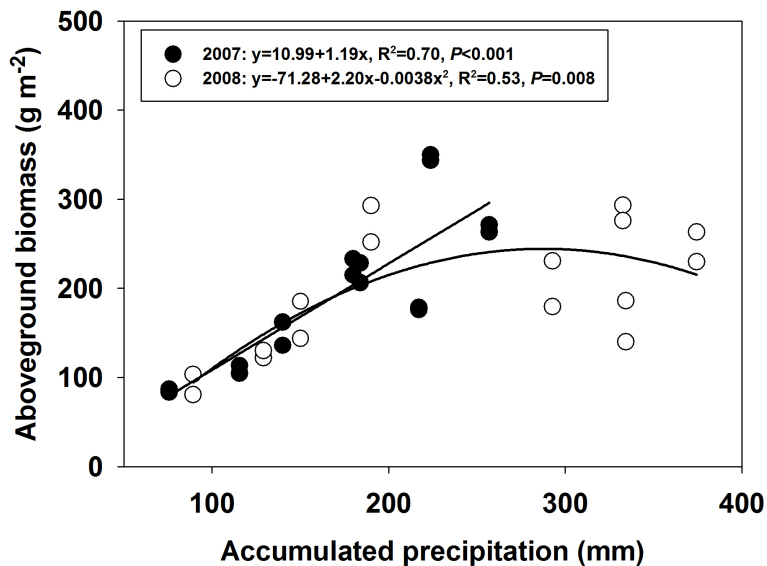 500
400
300
200
100
0
Aboveground biomass (g m⁻²)
2007: y=10.99+1.19x, R²=0.70, P<0.001
2008: y=-71.28+2.20x-0.0038x², R²=0.53, P=0.008
100 200 300 400
Accumulated precipitation (mm)